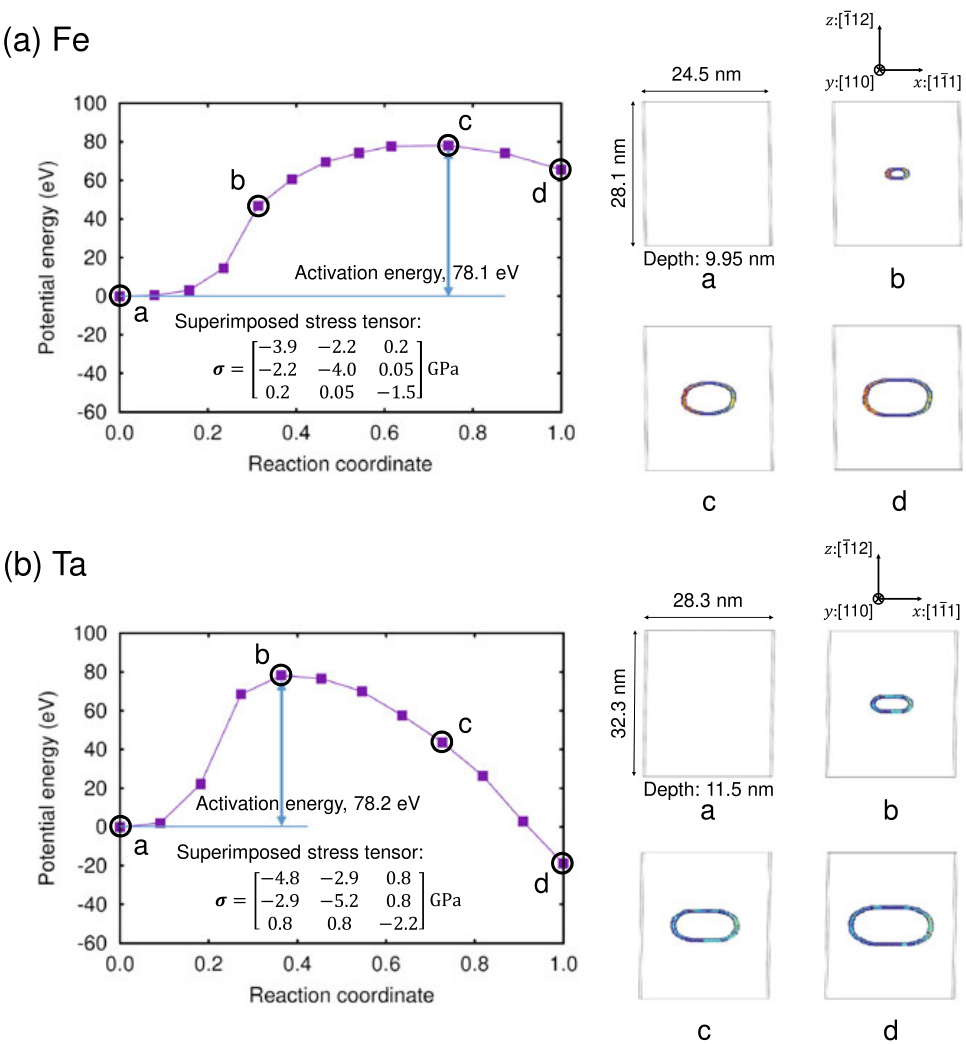 (a) Fe
100
80
60
40
20
0
-20
-40
-60
Potential energy (eV)
0.0 0.2 0.4 0.6 0.8 1.0
Reaction coordinate
a
b
c
d
Activation energy, 78.1 eV
Superimposed stress tensor:
σ = [−3.9 −2.2 0.2
−2.2 −4.0 0.05
0.2 0.05 −1.5] GPa
z:[1̅12]
y:[110] x:[11̅1]
24.5 nm
28.1 nm
Depth: 9.95 nm
a
b
c
d
(b) Ta
100
80
60
40
20
0
-20
-40
-60
Potential energy (eV)
0.0 0.2 0.4 0.6 0.8 1.0
Reaction coordinate
a
b
c
d
Activation energy, 78.2 eV
Superimposed stress tensor:
σ = [−4.8 −2.9 0.8
−2.9 −5.2 0.8
0.8 0.8 −2.2] GPa
z:[1̅12]
y:[110] x:[11̅1]
28.3 nm
32.3 nm
Depth: 11.5 nm
a
b
c
d